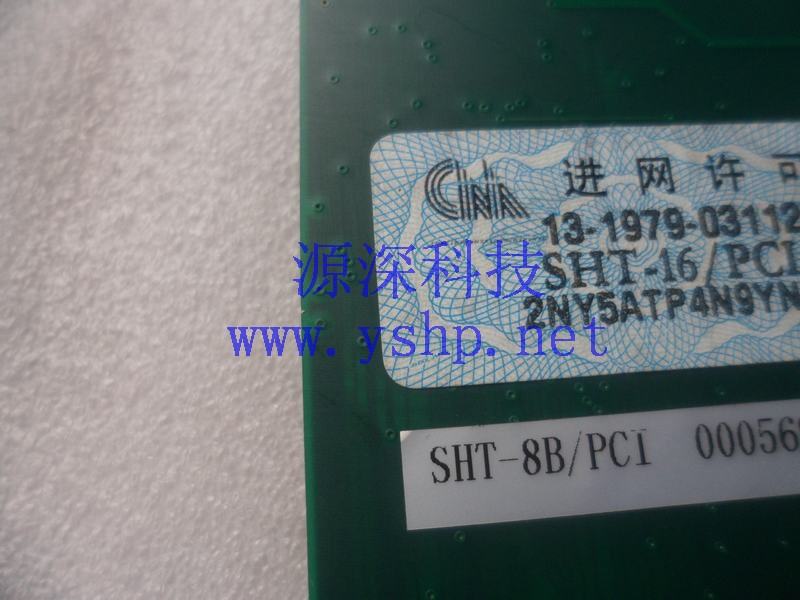 CINA 进网许可
13-1979-03112
SHT-16/PCI
2NY5ATP4N9YN
源深科技
www.yshp.net
SHT-8B/PCI 00056